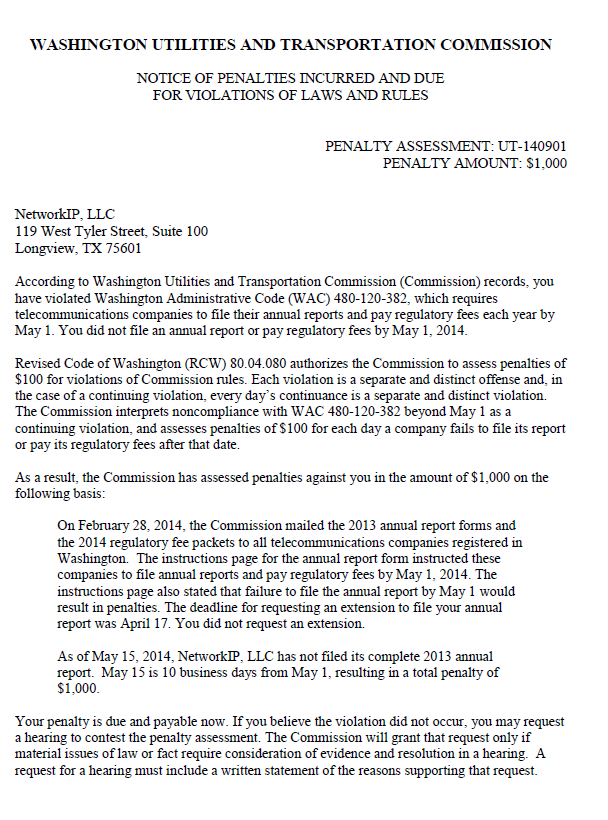 WASHINGTON UTILITIES AND TRANSPORTATION COMMISSION
NOTICE OF PENALTIES INCURRED AND DUE
FOR VIOLATIONS OF LAWS AND RULES
PENALTY ASSESSMENT: UT-140901
PENALTY AMOUNT: $1,000
NetworkIP, LLC
119 West Tyler Street, Suite 100
Longview, TX 75601
According to Washington Utilities and Transportation Commission (Commission) records, you
have violated Washington Administrative Code (WAC) 480-120-382, which requires
telecommunications companies to file their annual reports and pay regulatory fees each year by
May 1. You did not file an annual report or pay regulatory fees by May 1, 2014.
Revised Code of Washington (RCW) 80.04.080 authorizes the Commission to assess penalties of
$100 for violations of Commission rules. Each violation is a separate and distinct offense and, in
the case of a continuing violation, every day's continuance is a separate and distinct violation.
The Commission interprets noncompliance with WAC 480-120-382 beyond May 1 as a
continuing violation, and assesses penalties of $100 for each day a company fails to file its report
or pay its regulatory fees after that date.
As a result, the Commission has assessed penalties against you in the amount of $1,000 on the
following basis:
On February 28, 2014, the Commission mailed the 2013 annual report forms and
the 2014 regulatory fee packets to all telecommunications companies registered in
Washington. The instructions page for the annual report form instructed these
companies to file annual reports and pay regulatory fees by May 1, 2014. The
instructions page also stated that failure to file the annual report by May 1 would
result in penalties. The deadline for requesting an extension to file your annual
report was April 17. You did not request an extension.
As of May 15, 2014, NetworkIP, LLC has not filed its complete 2013 annual
report. May 15 is 10 business days from May 1, resulting in a total penalty of
$1,000.
Your penalty is due and payable now. If you believe the violation did not occur, you may request
a hearing to contest the penalty assessment. The Commission will grant that request only if
material issues of law or fact require consideration of evidence and resolution in a hearing. A
request for a hearing must include a written statement of the reasons supporting that request.